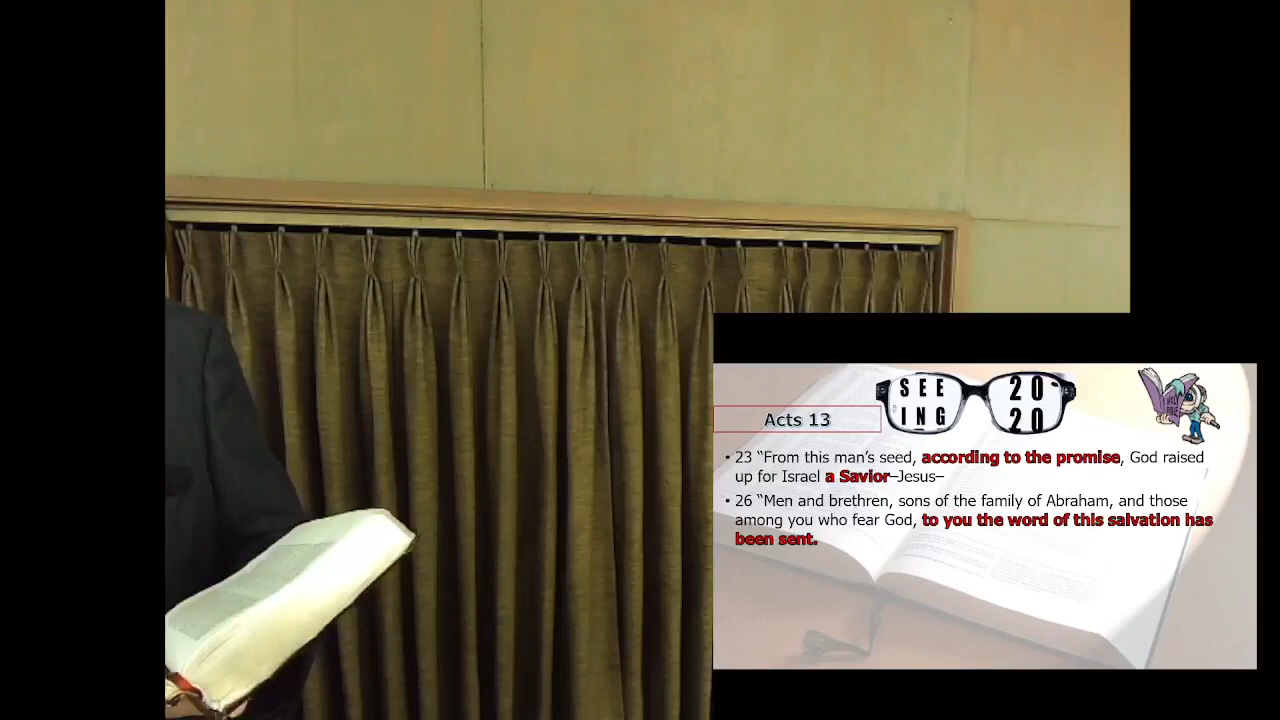 SEE 20
ING 20
Acts 13
• 23 “From this man’s seed, according to the promise, God raised
up for Israel a Savior–Jesus–
• 26 “Men and brethren, sons of the family of Abraham, and those
among you who fear God, to you the word of this salvation has
been sent.